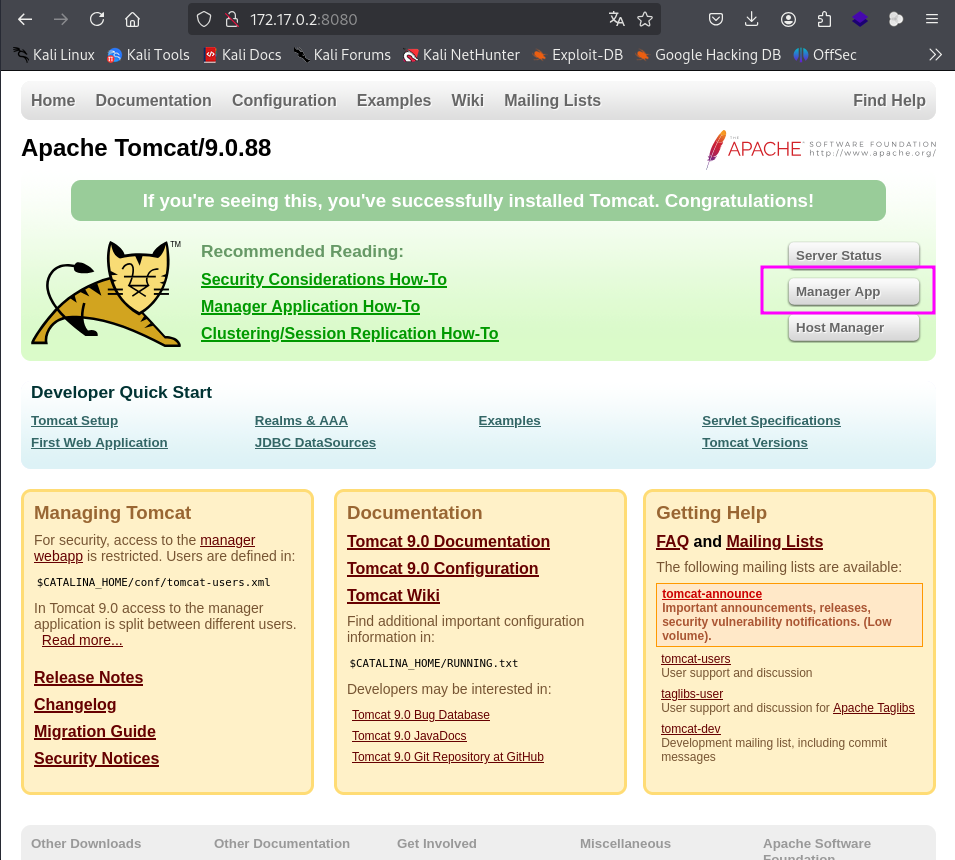 172.17.0.2:8080
Kali Linux Kali Tools Kali Docs Kali Forums Kali NetHunter Exploit-DB Google Hacking DB OffSec
Home Documentation Configuration Examples Wiki Mailing Lists Find Help
Apache Tomcat/9.0.88
THE APACHE SOFTWARE FOUNDATION
http://www.apache.org/
If you're seeing this, you've successfully installed Tomcat. Congratulations!
TM
Recommended Reading:
Security Considerations How-To
Manager Application How-To
Clustering/Session Replication How-To
Server Status
Manager App
Host Manager
Developer Quick Start
Tomcat Setup
First Web Application
Realms & AAA
JDBC DataSources
Examples
Servlet Specifications
Tomcat Versions
Managing Tomcat
For security, access to the manager
webapp is restricted. Users are defined in:
$CATALINA_HOME/conf/tomcat-users.xml
In Tomcat 9.0 access to the manager
application is split between different users.
Read more...
Release Notes
Changelog
Migration Guide
Security Notices
Documentation
Tomcat 9.0 Documentation
Tomcat 9.0 Configuration
Tomcat Wiki
Find additional important configuration
information in:
$CATALINA_HOME/RUNNING.txt
Developers may be interested in:
Tomcat 9.0 Bug Database
Tomcat 9.0 JavaDocs
Tomcat 9.0 Git Repository at GitHub
Getting Help
FAQ and Mailing Lists
The following mailing lists are available:
tomcat-announce
Important announcements, releases,
security vulnerability notifications. (Low
volume).
tomcat-users
User support and discussion
taglibs-user
User support and discussion for Apache Taglibs
tomcat-dev
Development mailing list, including commit
messages
Other Downloads
Other Documentation
Get Involved
Miscellaneous
Apache Software
Foundation